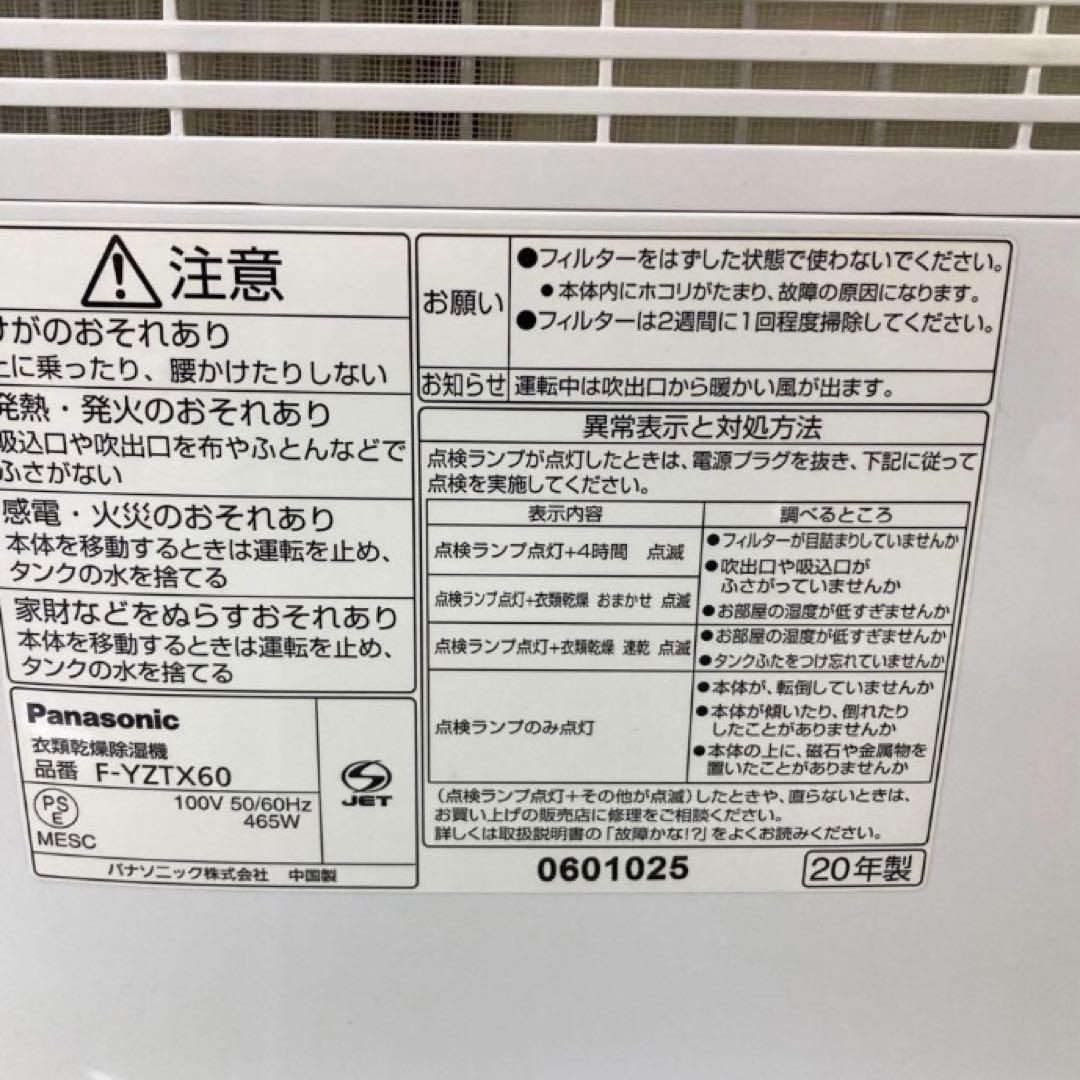 注意
けがのおそれあり
上に乗ったり、腰かけたりしない
発熱・発火のおそれあり
吸込口や吹出口を布やふとんなどで
ふさがない
感電・火災のおそれあり
本体を移動するときは運転を止め、
タンクの水を捨てる
家財などをぬらすおそれあり
本体を移動するときは運転を止め、
タンクの水を捨てる
Panasonic
衣類乾燥除湿機
品番 F-YZTX60
PS
E
MESC
100V 50/60Hz
465W
JET
パナソニック株式会社 中国製
お願い
●フィルターをはずした状態で使わないでください。
●本体内にホコリがたまり、故障の原因になります。
●フィルターは2週間に1回程度掃除してください。
お知らせ 運転中は吹出口から暖かい風が出ます。
異常表示と対処方法
点検ランプが点灯したときは、電源プラグを抜き、下記に従って
点検を実施してください。
表示内容 調べるところ
点検ランプ点灯+4時間 点滅
点検ランプ点灯+衣類乾燥 おまかせ 点滅
●フィルターが目詰まりしていませんか
●吹出口や吸込口が
ふさがっていませんか
●お部屋の湿度が低すぎませんか
点検ランプ点灯+衣類乾燥 速乾 点滅
●お部屋の湿度が低すぎませんか
●タンクふたをつけ忘れていませんか
点検ランプのみ点灯
●本体が、転倒していませんか
●本体が傾いたり、倒れたり
したことがありませんか
●本体の上に、磁石や金属物を
置いたことがありませんか
(点検ランプ点灯+その他が点滅)したときや、直らないときは、
お買い上げの販売店に修理をご相談ください。
詳しくは取扱説明書の「故障かな!?」をよくお読みください。
0601025
20年製